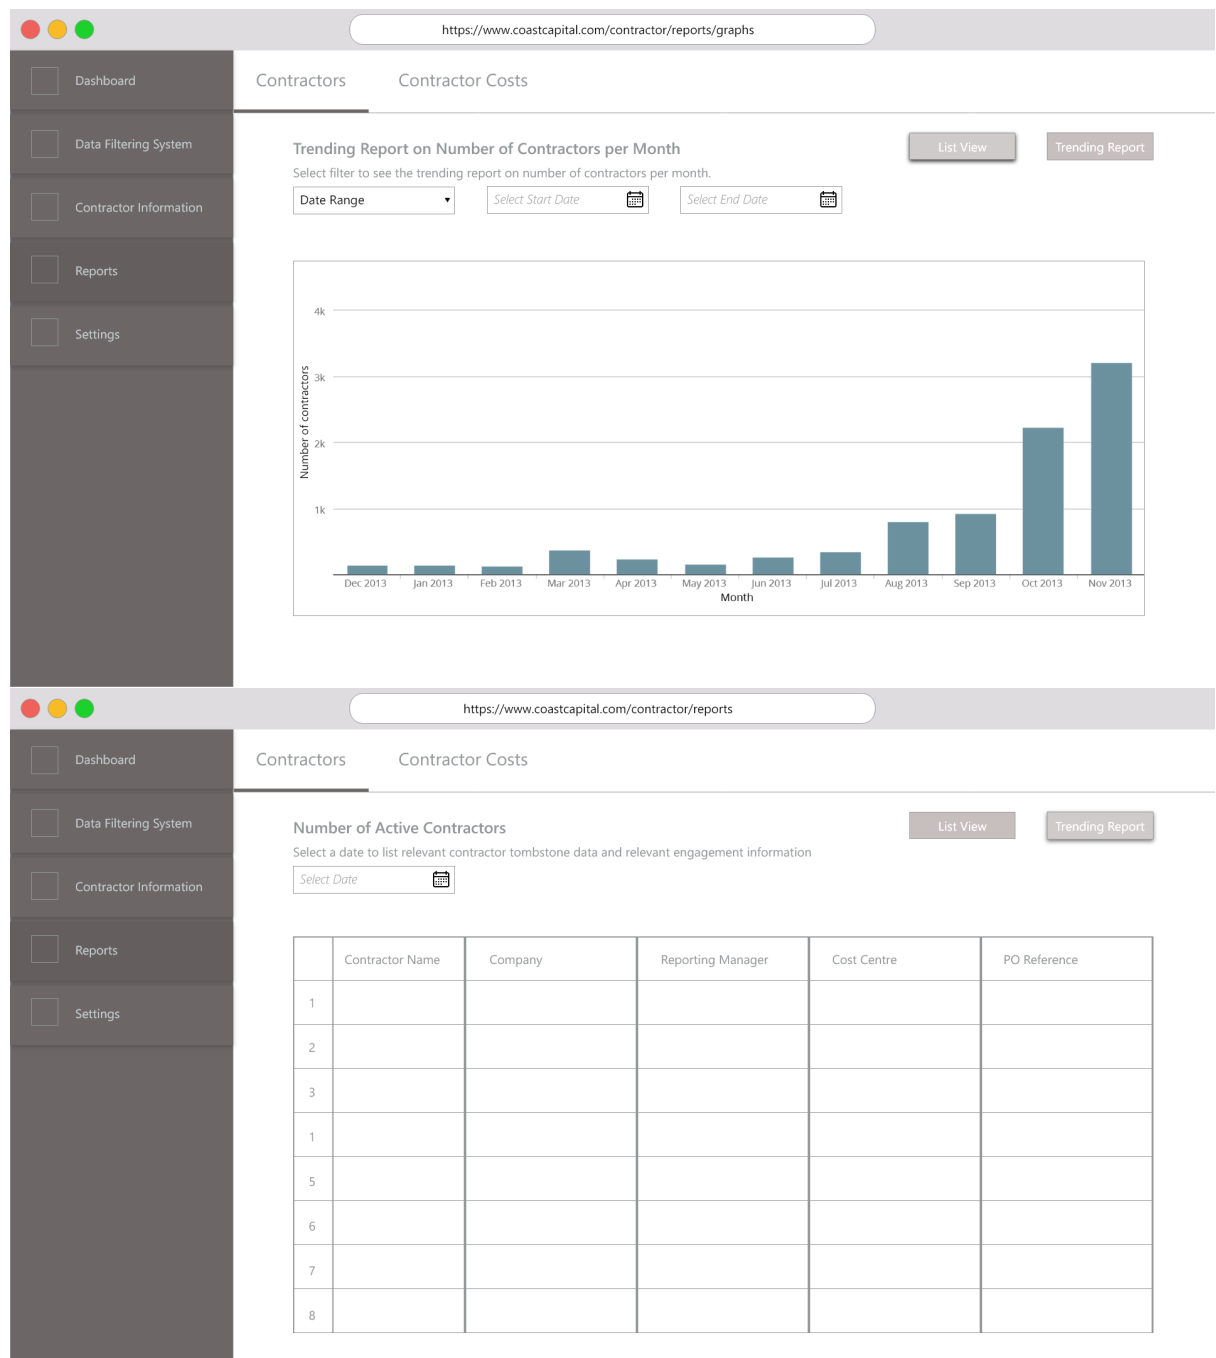 https://www.coastcapital.com/contractor/reports/graphs
Dashboard
Data Filtering System
Contractor Information
Reports
Settings
Contractors Contractor Costs
Trending Report on Number of Contractors per Month
List View Trending Report
Select filter to see the trending report on number of contractors per month.
Date Range Select Start Date Select End Date
Number of contractors
4k
3k
2k
1k
Dec 2013 Jan 2013 Feb 2013 Mar 2013 Apr 2013 May 2013 Jun 2013 Jul 2013 Aug 2013 Sep 2013 Oct 2013 Nov 2013
Month
https://www.coastcapital.com/contractor/reports
Dashboard
Data Filtering System
Contractor Information
Reports
Settings
Contractors Contractor Costs
Number of Active Contractors
List View Trending Report
Select a date to list relevant contractor tombstone data and relevant engagement information
Select Date
Contractor Name Company Reporting Manager Cost Centre PO Reference
1
2
3
1
5
6
7
8